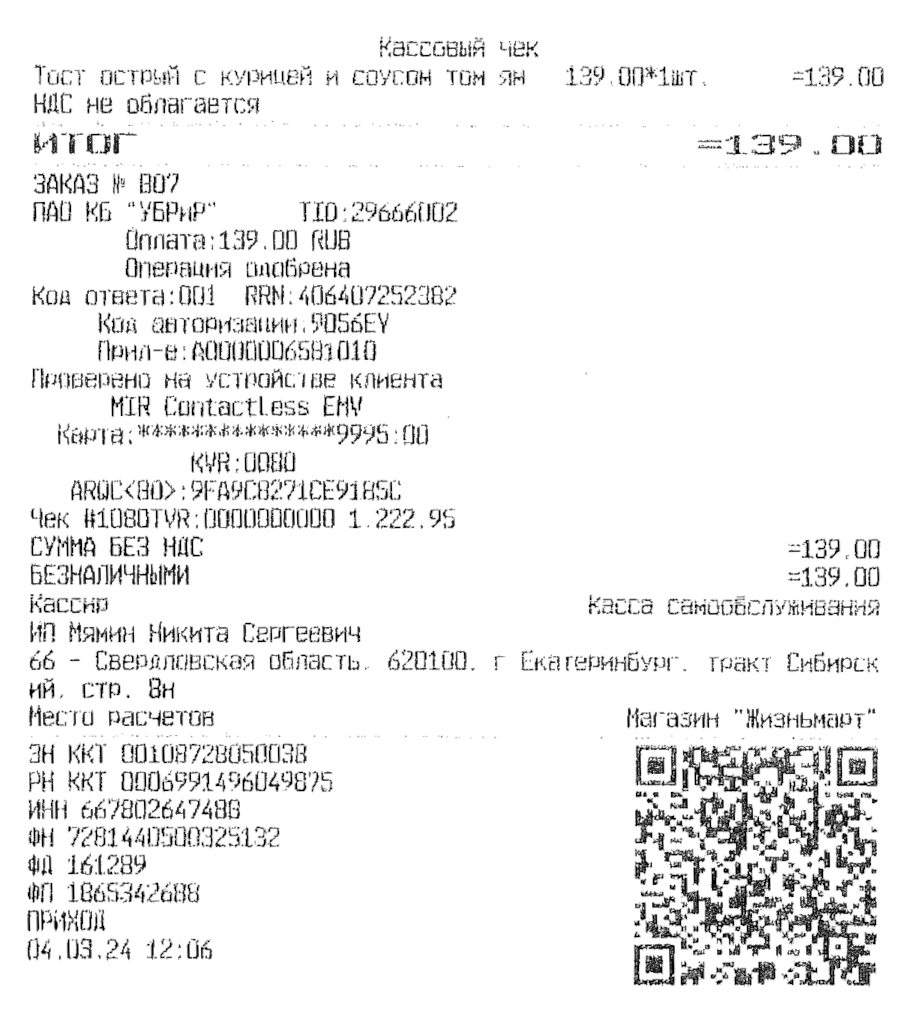 Кассовый чек
Тост острый с курицей и соусом том ям 139.00*1шт. =139.00
НДС не облагается
ИТОГ =139.00
ЗАКАЗ № В07
ПАО КБ "УБРиР" TID:29666002
Оплата:139.00 RUB
Операция одобрена
Код ответа:001 RRN:406407252382
Код авторизации:9056EV
Прил-е:A0000006581010
Проверено на устройстве клиента
MIR Contactless EMV
Карта:***************9995:00
KVR:0080
ARQC<80>:9FA9C8271CE9185C
Чек #1080TVR:0000000000 1.222.95
СУММА БЕЗ НДС =139.00
БЕЗНАЛИЧНЫМИ =139.00
Кассир Касса самообслуживания
ИП Мямин Никита Сергеевич
66 - Свердловская область, 620100, г Екатеринбург, тракт Сибирск
ий, стр. 8н
Место расчетов Магазин "Жизньмарт"
ЗН ККТ 00108728050038
РН ККТ 0006991496049875
ИНН 667802647488
ФН 7281440500325132
ФД 161289
ФП 1865342688
ПРИХОД
04.03.24 12:06